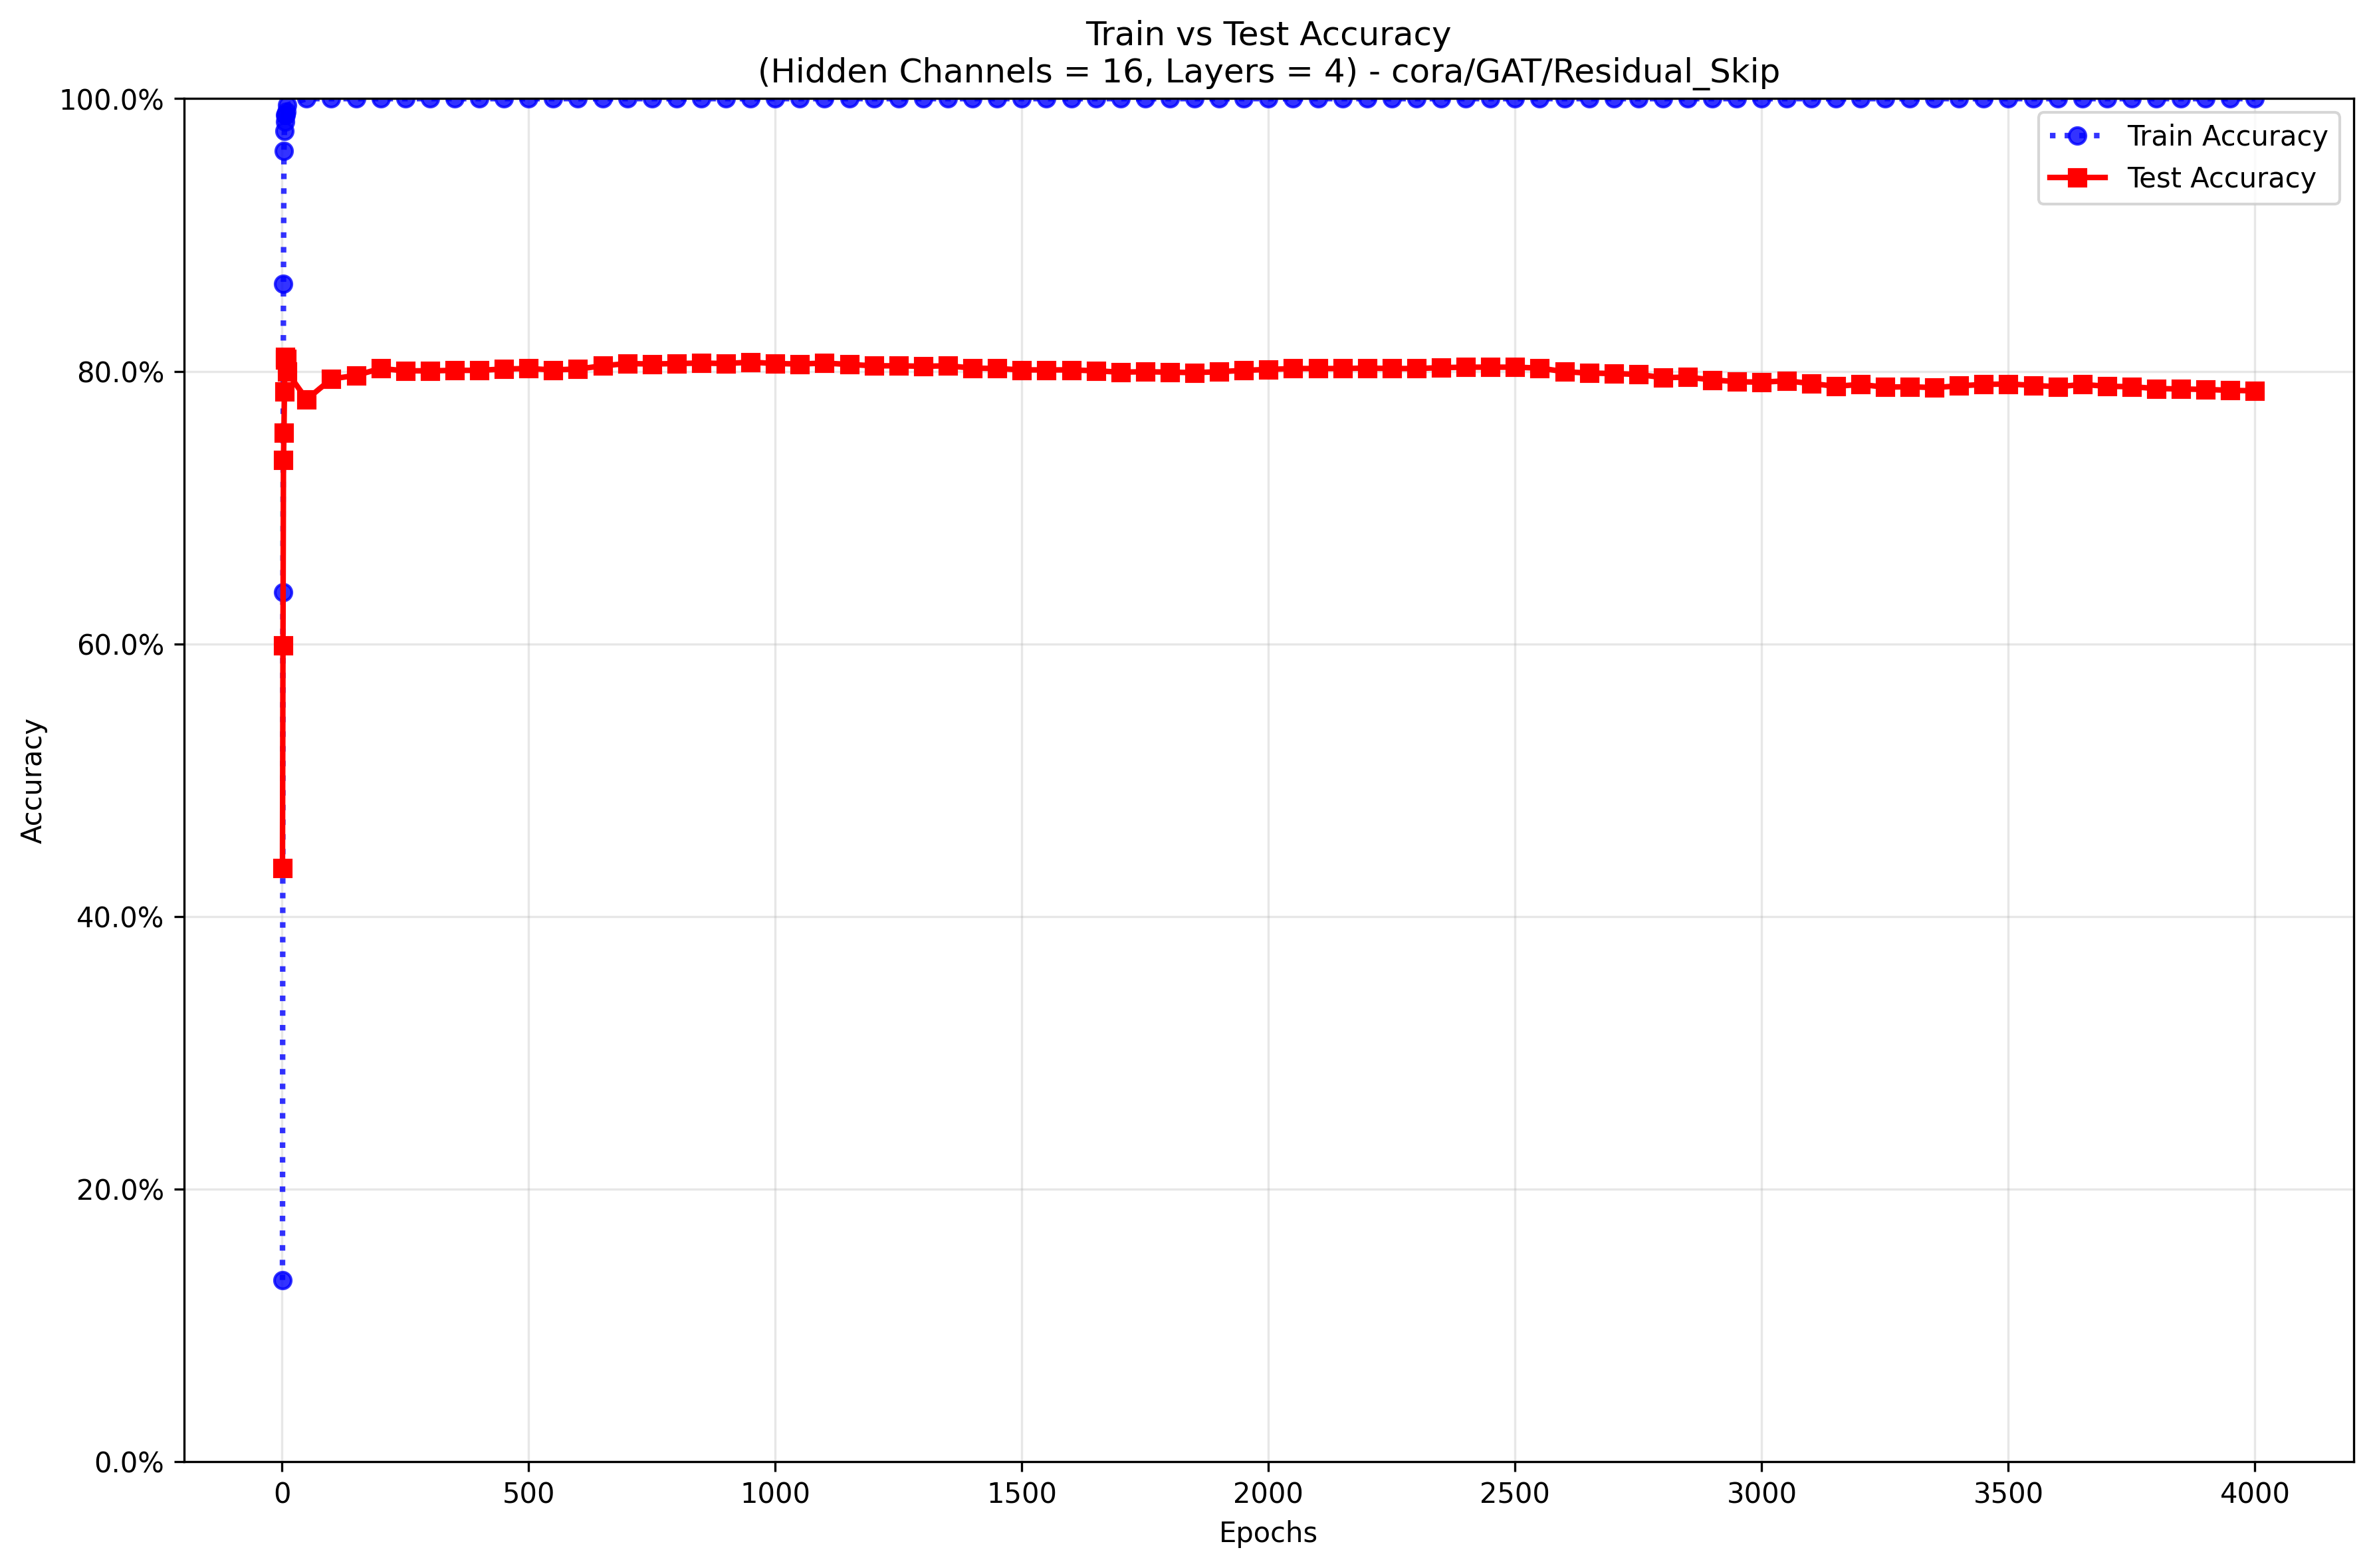 Train vs Test Accuracy
(Hidden Channels = 16, Layers = 4) - cora/GAT/Residual_Skip
100.0%
80.0%
60.0%
40.0%
20.0%
0.0%
Accuracy
Train Accuracy
Test Accuracy
0 500 1000 1500 2000 2500 3000 3500 4000
Epochs